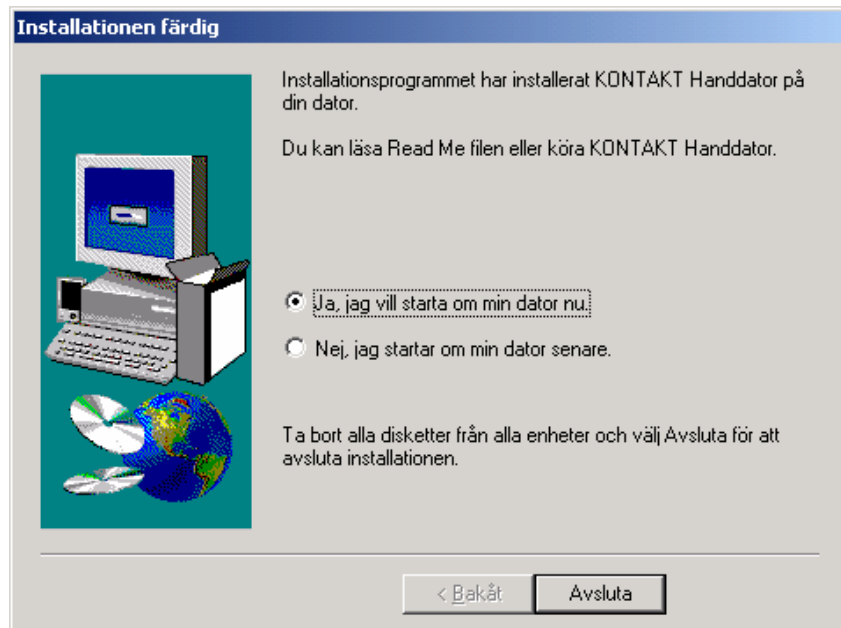 Installationen färdig
Installationsprogrammet har installerat KONTAKT Handdator på
din dator.
Du kan läsa Read Me filen eller köra KONTAKT Handdator.
Ja, jag vill starta om min dator nu.
Nej, jag startar om min dator senare.
Ta bort alla disketter från alla enheter och välj Avsluta för att
avsluta installationen.
< Bakåt
Avsluta